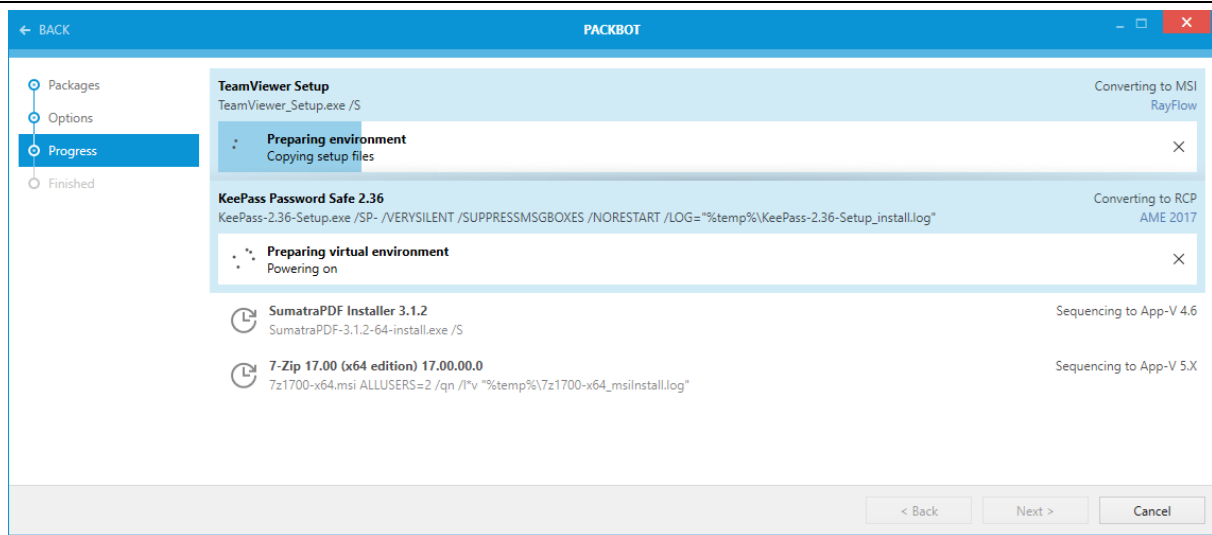 ← BACK
PACKBOT
Packages
Options
Progress
Finished
TeamViewer Setup
Converting to MSI
TeamViewer_Setup.exe /S
RayFlow
Preparing environment
Copying setup files
KeePass Password Safe 2.36
Converting to RCP
KeePass-2.36-Setup.exe /SP- /VERYSILENT /SUPPRESSMSGBOXES /NORESTART /LOG="%temp%\KeePass-2.36-Setup_install.log"
AME 2017
Preparing virtual environment
Powering on
SumatraPDF Installer 3.1.2
Sequencing to App-V 4.6
SumatraPDF-3.1.2-64-install.exe /S
7-Zip 17.00 (x64 edition) 17.00.00.0
Sequencing to App-V 5.X
7z1700-x64.msi ALLUSERS=2 /qn /l*v "%temp%\7z1700-x64_msiInstall.log"
< Back
Next >
Cancel